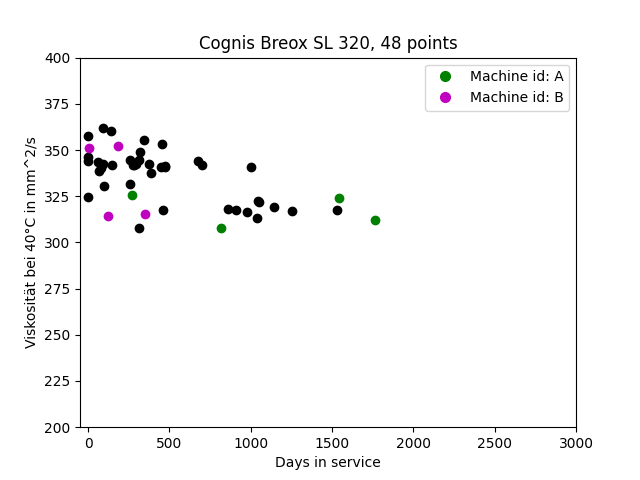 Cognis Breox SL 320, 48 points
Machine id: A
Machine id: B
Viskosität bei 40°C in mm^2/s
400
375
350
325
300
275
250
225
200
0 500 1000 1500 2000 2500 3000
Days in service